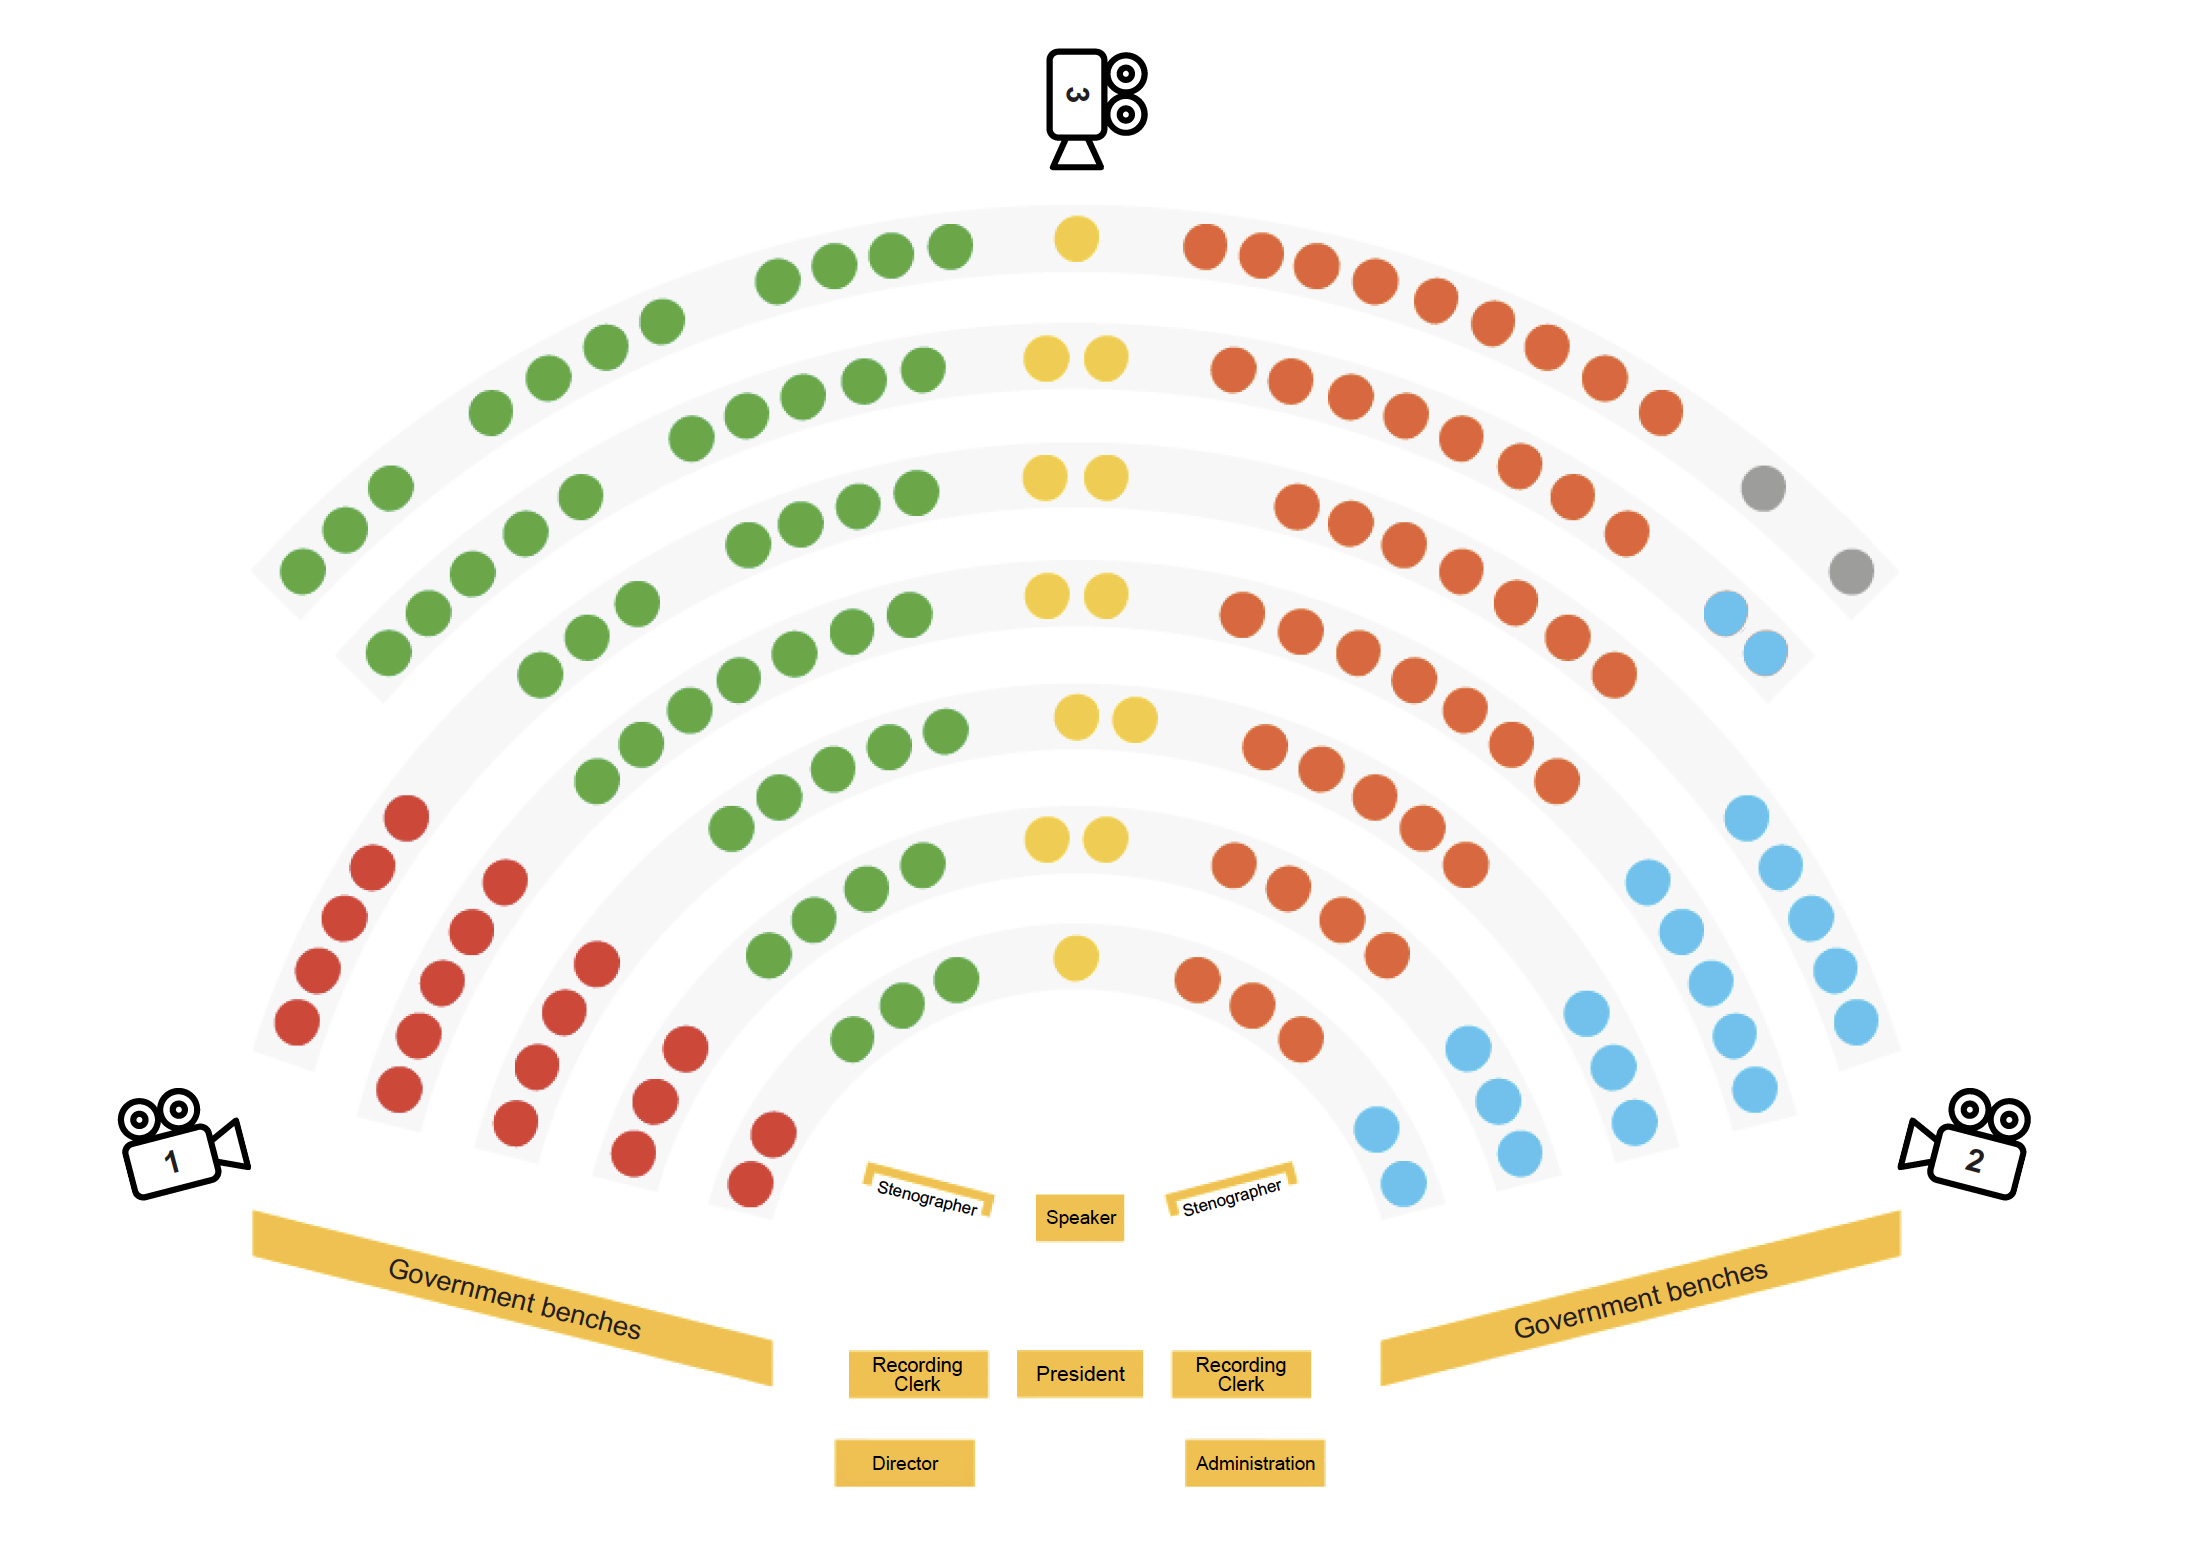 3
1
2
Stenographer
Speaker
Stenographer
Government benches
Government benches
Recording
Clerk
President
Recording
Clerk
Director
Administration